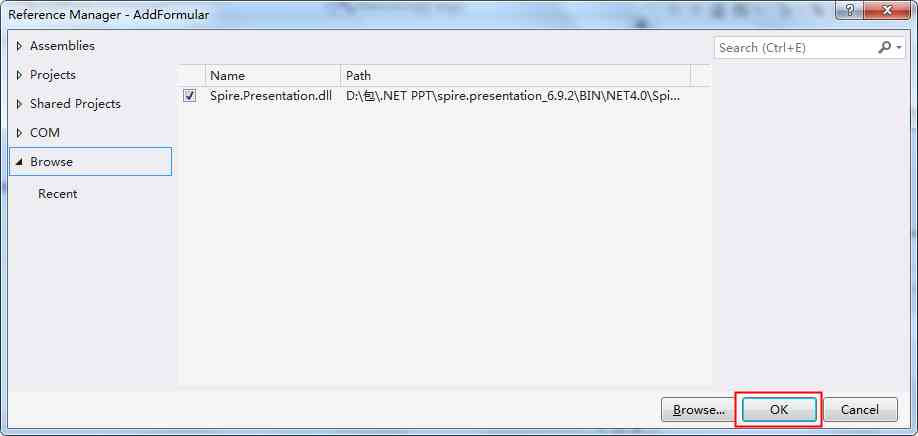 Reference Manager - AddFormular
Assemblies
Projects
Shared Projects
COM
Browse
Recent
Name Path
Spire.Presentation.dll D:\包\.NET PPT\spire.presentation_6.9.2\BIN\NET4.0\Spi...
Search (Ctrl+E)
Browse... OK Cancel